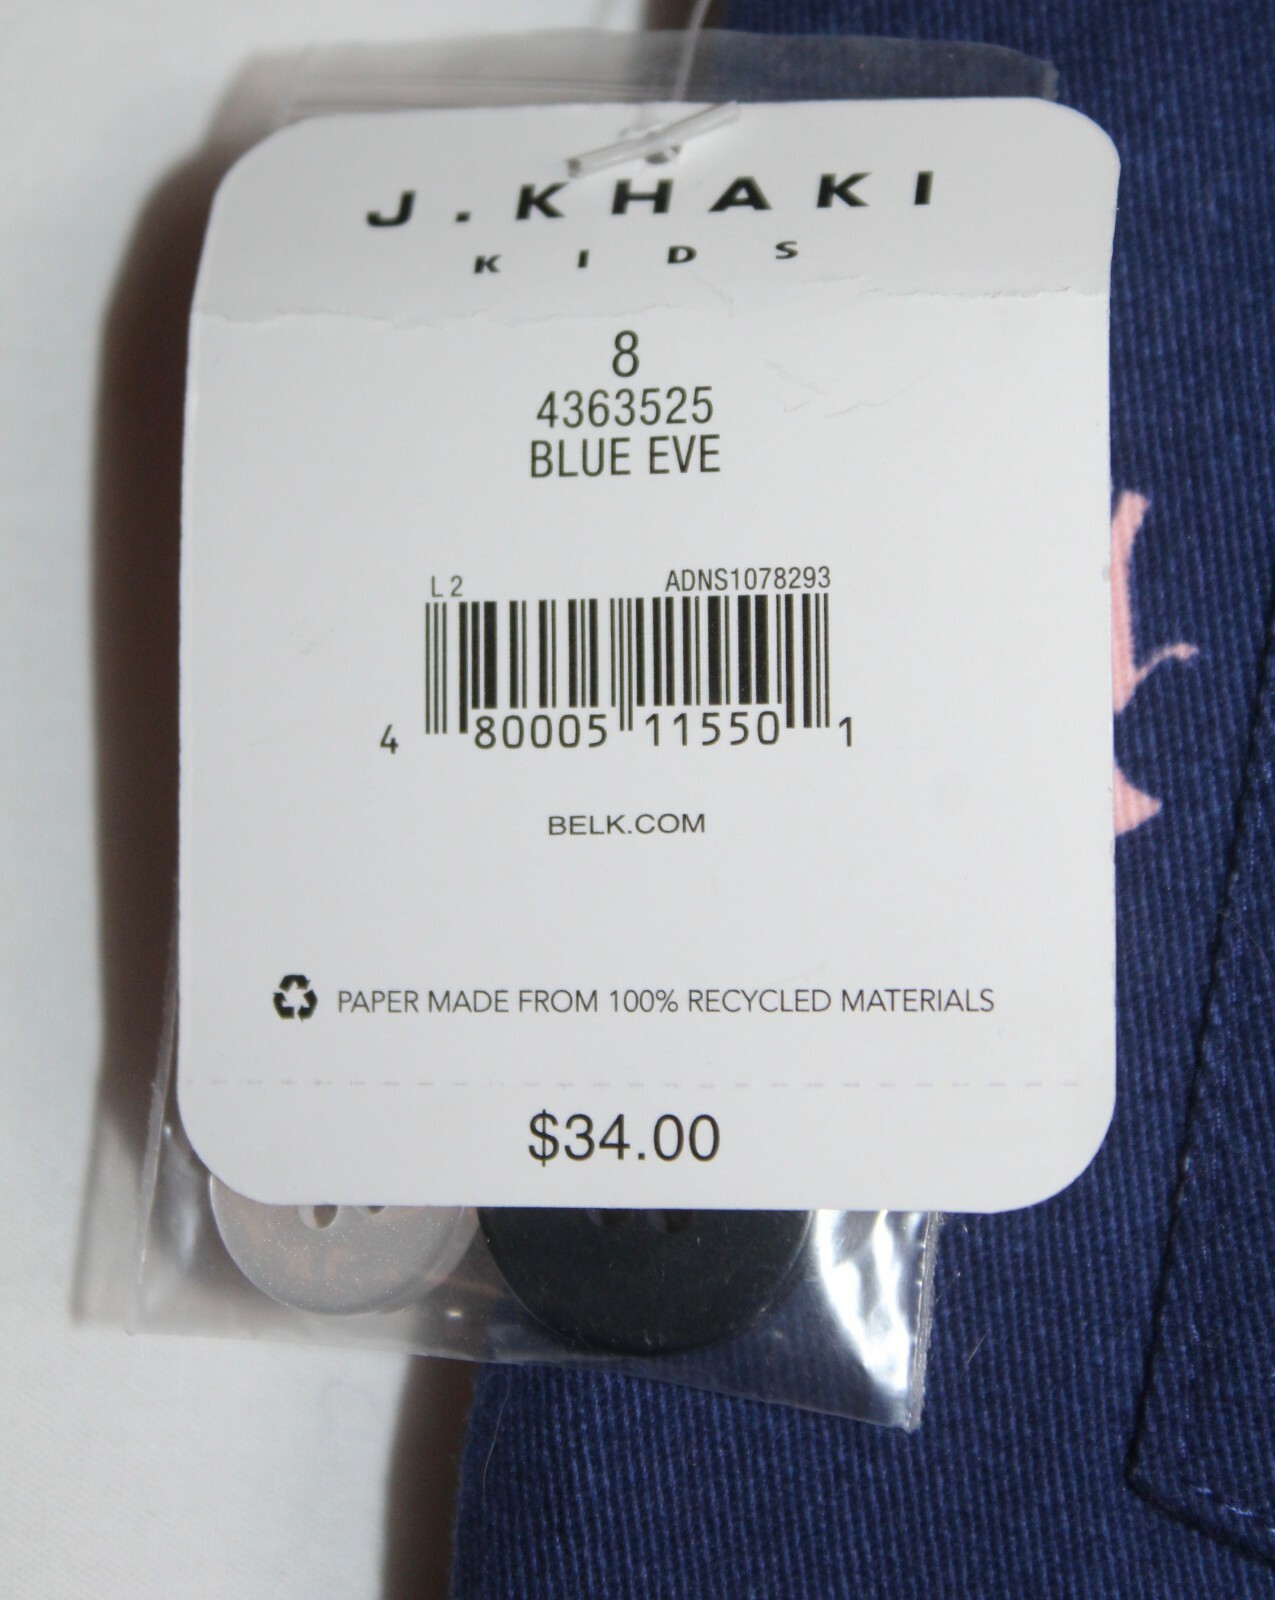 J.KHAKI
KIDS
8
4363525
BLUE EVE
L 2 ADNS1078293
4 80005 11550 1
BELK.COM
PAPER MADE FROM 100% RECYCLED MATERIALS
$34.00